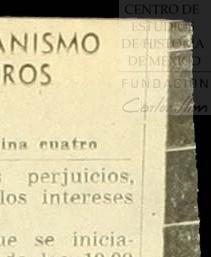 CENTRO DE
ESTUDIOS
DE HISTORIA
DE MÉXICO
FUNDACIÓN
Carlos Slim
ANISMO
ROS
ina cuatro
perjuicios,
los intereses
ue se inicia-